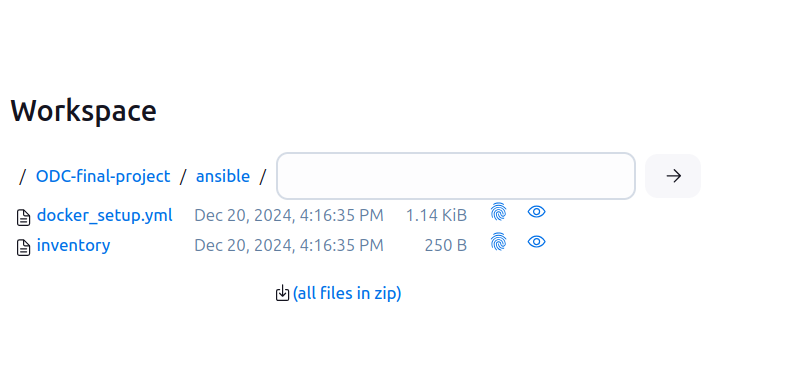 Workspace
/ ODC-final-project / ansible /
docker_setup.yml Dec 20, 2024, 4:16:35 PM 1.14 KiB
inventory Dec 20, 2024, 4:16:35 PM 250 B
(all files in zip)